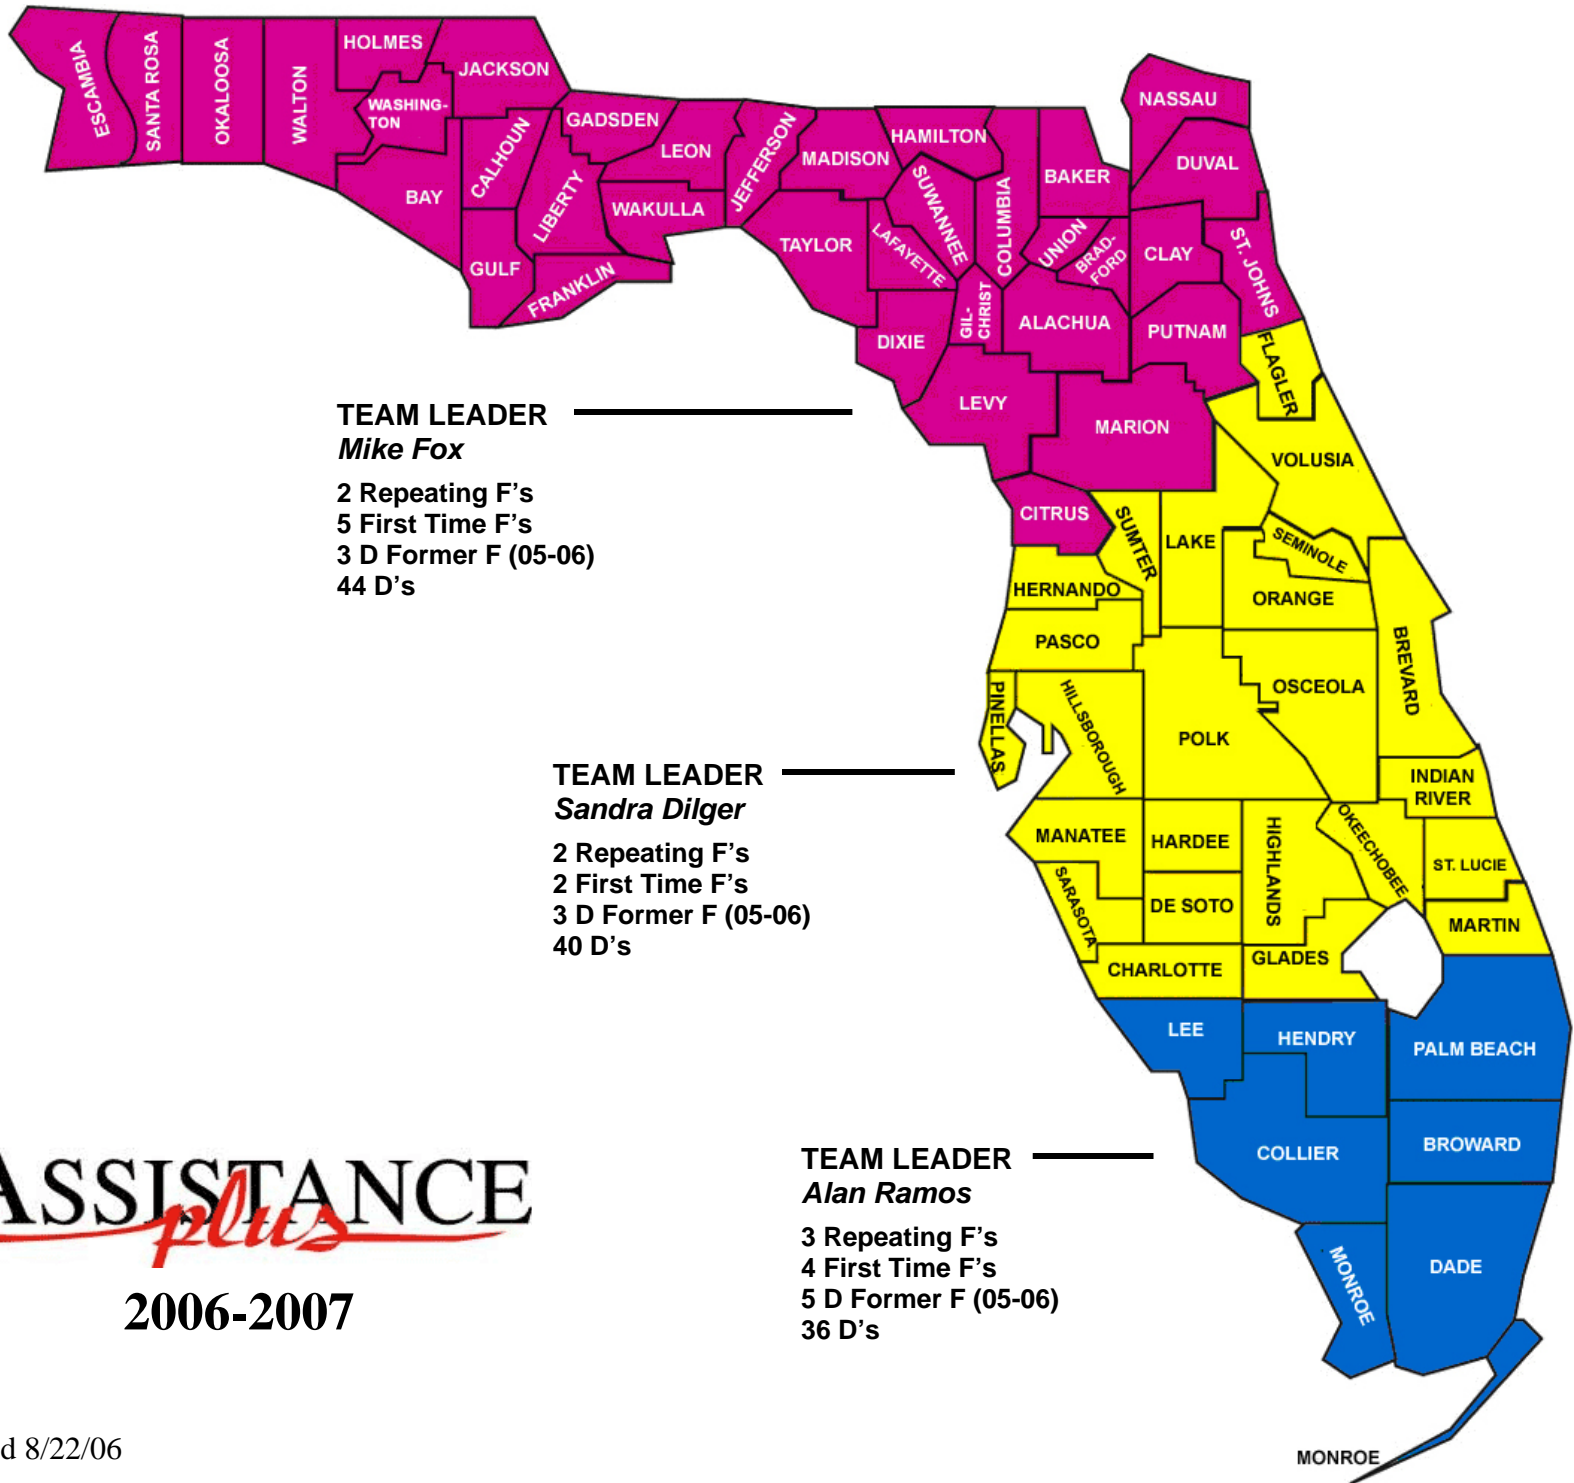 ESCAMBIA
SANTA ROSA
OKALOOSA
WALTON
HOLMES
WASHING-
TON
JACKSON
BAY
CALHOUN
GULF
GADSDEN
LIBERTY
FRANKLIN
LEON
WAKULLA
JEFFERSON
MADISON
TAYLOR
HAMILTON
SUWANNEE
LAFAYETTE
DIXIE
COLUMBIA
GIL-
CHRIST
BAKER
UNION
BRAD-
FORD
NASSAU
DUVAL
CLAY
ST. JOHNS
ALACHUA
PUTNAM
LEVY
MARION
CITRUS
FLAGLER
VOLUSIA
SUMTER
LAKE
SEMINOLE
HERNANDO
ORANGE
PASCO
BREVARD
PINELLAS
HILLSBOROUGH
OSCEOLA
POLK
INDIAN
RIVER
MANATEE
HARDEE
HIGHLANDS
OKEECHOBEE
ST. LUCIE
SARASOTA
DE SOTO
MARTIN
CHARLOTTE
GLADES
LEE
HENDRY
PALM BEACH
COLLIER
BROWARD
MONROE
DADE
MONROE
TEAM LEADER
Mike Fox
2 Repeating F's
5 First Time F's
3 D Former F (05-06)
44 D's
TEAM LEADER
Sandra Dilger
2 Repeating F's
2 First Time F's
3 D Former F (05-06)
40 D's
TEAM LEADER
Alan Ramos
3 Repeating F's
4 First Time F's
5 D Former F (05-06)
36 D's
ASSISTANCE
plus
2006-2007
d 8/22/06